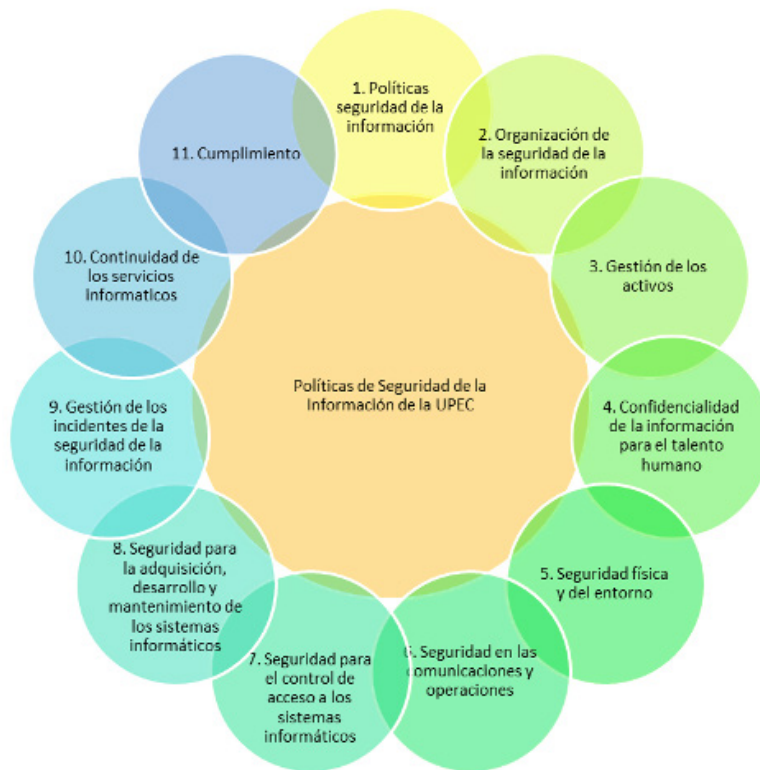 1. Políticas
seguridad de la
información
2. Organización de
la seguridad de la
información
3. Gestión de los
activos
4. Confidencialidad
de la información
para el talento
humano
5. Seguridad física
y del entorno
6. Seguridad en las
comunicaciones y
operaciones
7. Seguridad para
el control de
acceso a los
sistemas
informáticos
8. Seguridad para
la adquisición,
desarrollo y
mantenimiento de
los sistemas
informáticos
9. Gestión de los
incidentes de la
seguridad de la
información
10. Continuidad de
los servicios
Informaticos
11. Cumplimiento
Políticas de Seguridad de la
Información de la UPEC